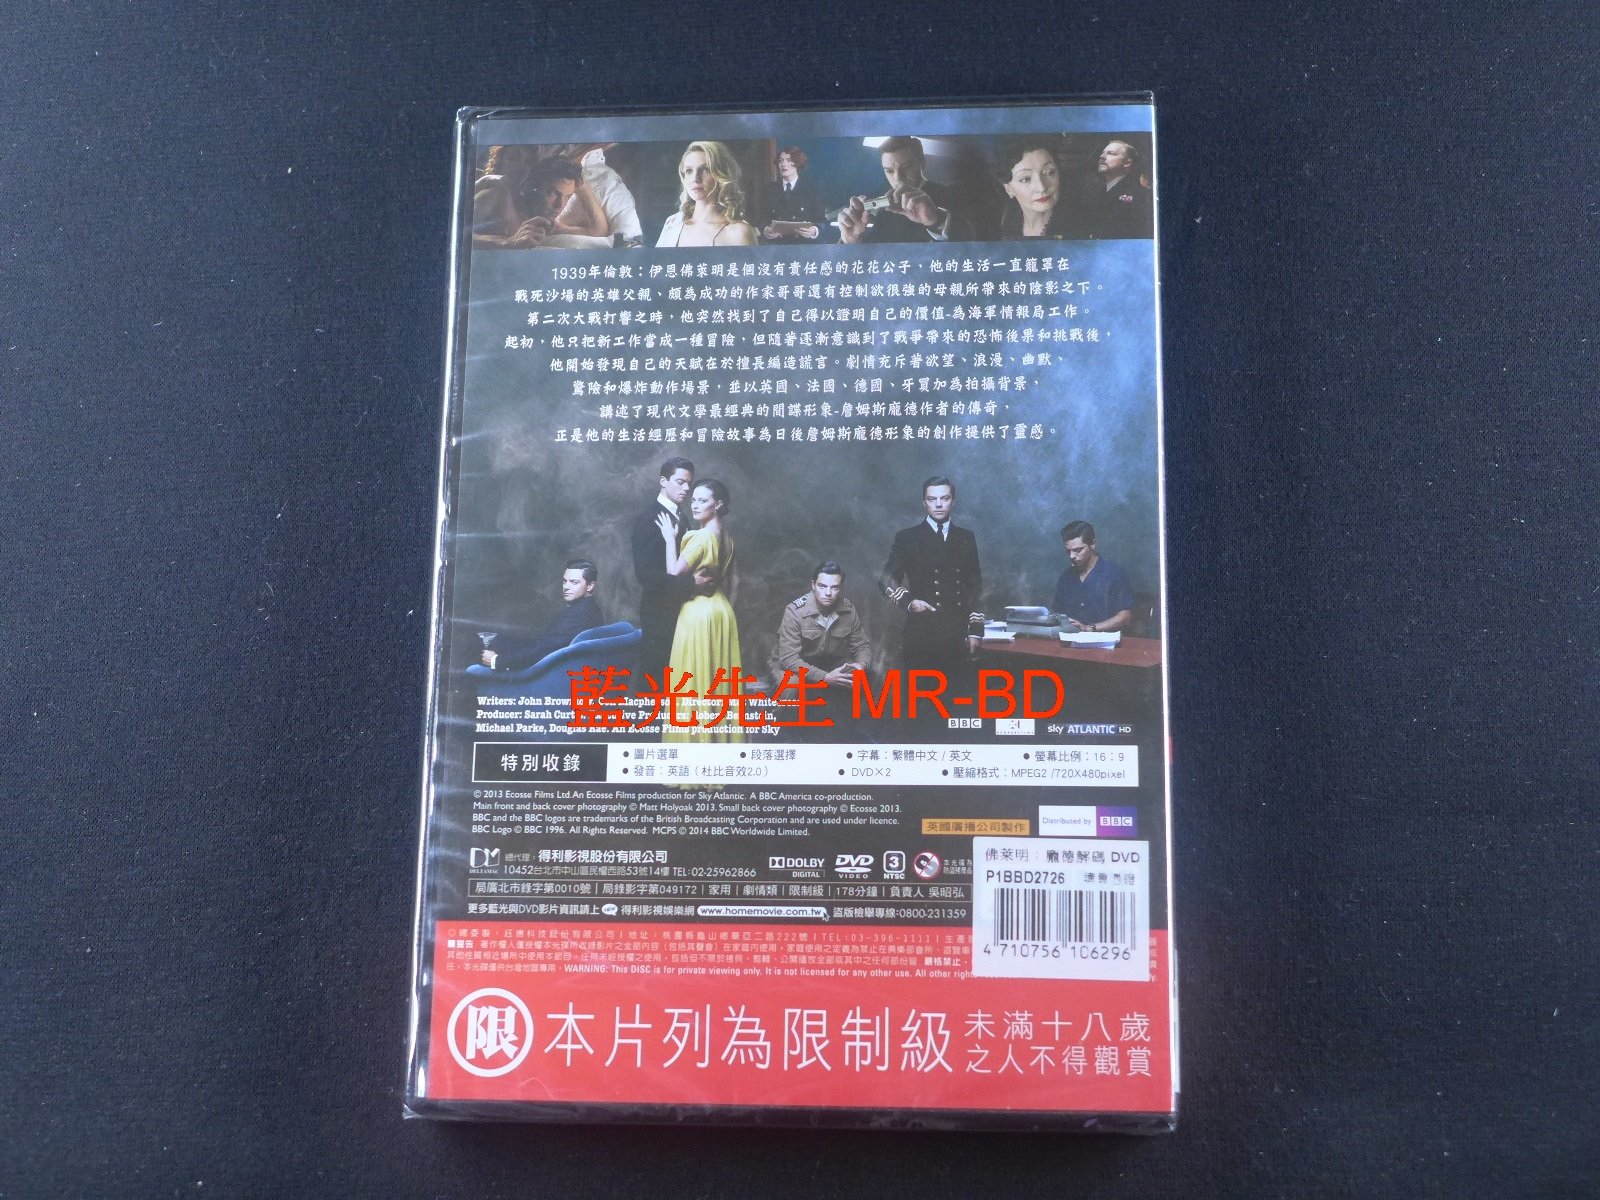 1939年倫敦：伊恩佛萊明是個沒有責任感的花花公子，他的生活一直籠罩在
戰死沙場的英雄父親、頗為成功的作家哥哥還有控制欲很強的母親所帶來的陰影之下。
第二次大戰打響之時，他突然找到了自己得以證明自己的價值-為海軍情報局工作。
起初，他只把新工作當成一種冒險，但隨著逐漸意識到了戰爭帶來的恐怖後果和挑戰後，
他開始發現自己的天賦在於擅長編造謊言。劇情充斥著欲望、浪漫、幽默、
驚險和爆炸動作場景，並以英國、法國、德國、牙買加為拍攝背景，
講述了現代文學最經典的間諜形象-詹姆斯龐德作者的傳奇，
正是他的生活經歷和冒險故事為日後詹姆斯龐德形象的創作提供了靈感。
藍光先生 MR-BD
Writers: John Director: White
Producer: Sarah Producers: Robert Bernstein,
Michael Parke, Douglas Rae. An Ecosse Films production for Sky
BBC
sky ATLANTIC HD
特別收錄
● 圖片選單 ● 段落選擇 ● 字幕：繁體中文 / 英文 ● 螢幕比例：16：9
● 發音：英語（杜比音效2.0） ● DVD×2 ● 壓縮格式：MPEG2 /720X480pixel
© 2013 Ecosse Films Ltd. An Ecosse Films production for Sky Atlantic. A BBC America co-production.
Main front and back cover photography © Matt Holyoak 2013. Small back cover photography © Ecosse 2013.
BBC and the BBC logos are trademarks of the British Broadcasting Corporation and are used under licence.
BBC Logo © BBC 1996. All Rights Reserved. MCPS © 2014 BBC Worldwide Limited.
英國廣播公司製作
Distributed by BBC
總代理：得利影視股份有限公司
10452台北市中山區民權西路53號14樓 TEL:02-25962866
DOLBY DIGITAL
DVD VIDEO
3 NTSC
局廣北市錄字第0010號｜局錄影字第049172｜家用｜劇情類｜限制級｜178分鐘｜負責人 吳昭弘
更多藍光與DVD影片資訊請上 得利影視娛樂網 www.homemovie.com.tw 盜版檢舉專線:0800-231359
佛萊明：龐德解碼 DVD
P1BBD2726
4 710756 106296
TEL:03-396-1111
WARNING: This DISC is for private viewing only. It is not licensed for any other use. All other
限
本片列為限制級
未滿十八歲
之人不得觀賞